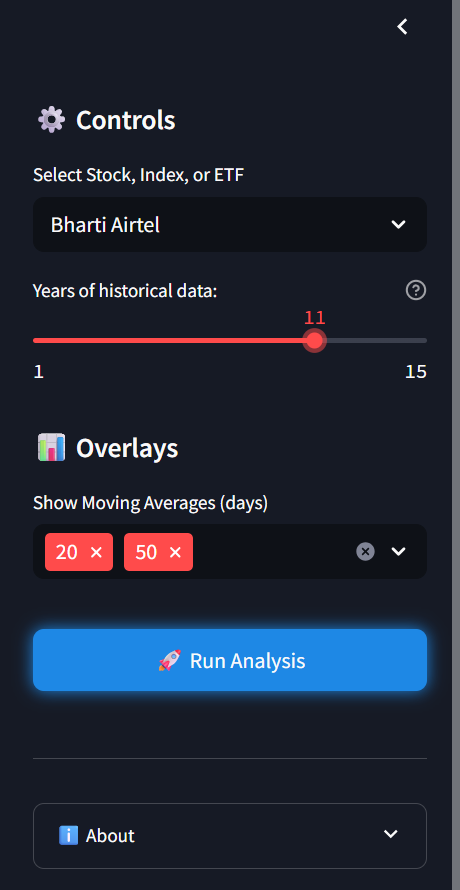 Controls
Select Stock, Index, or ETF
Bharti Airtel
Years of historical data:
11
1 15
Overlays
Show Moving Averages (days)
20 × 50 ×
🚀 Run Analysis
ℹ️ About